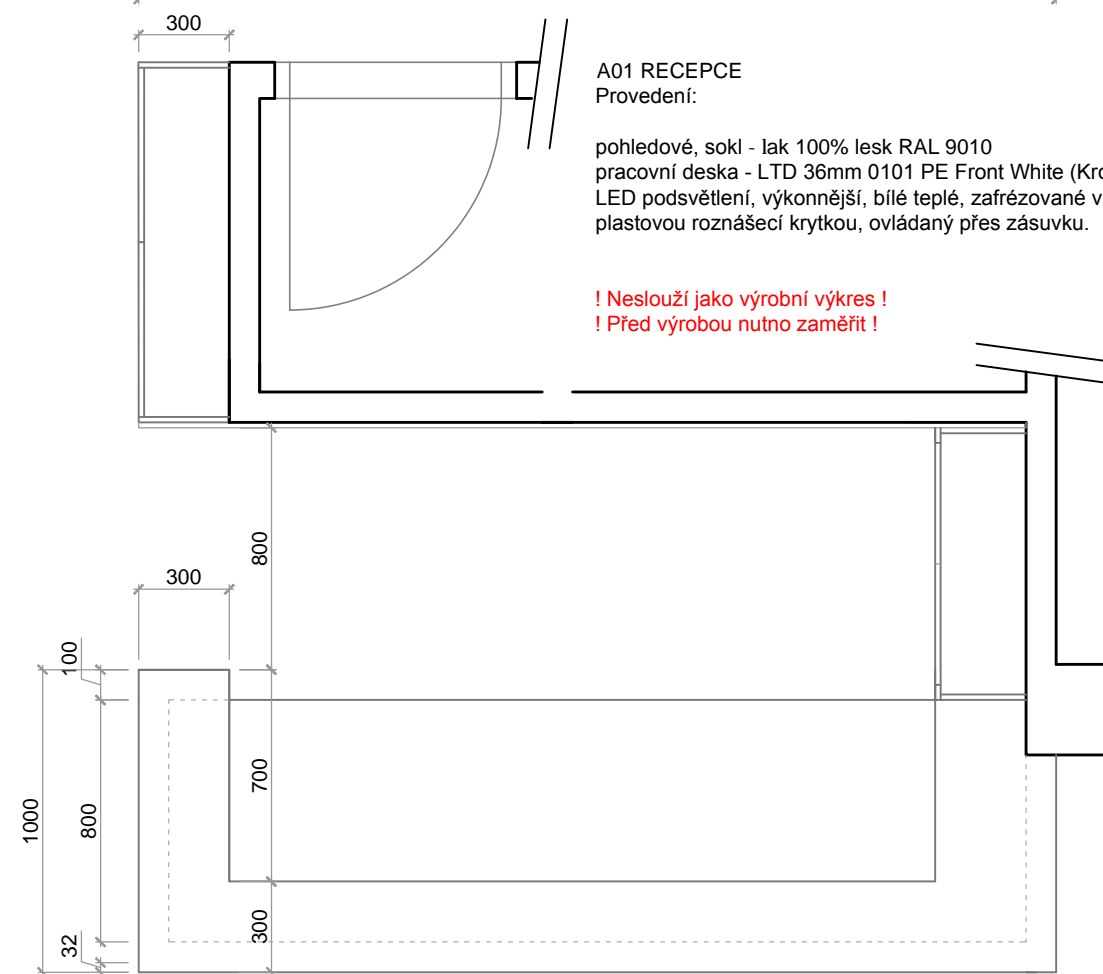 300
A01 RECEPCE
Provedení:
pohledové, sokl - lak 100% lesk RAL 9010
pracovní deska - LTD 36mm 0101 PE Front White (Kro
LED podsvětlení, výkonnější, bílé teplé, zafrézované v
plastovou roznášecí krytkou, ovládaný přes zásuvku.
! Neslouží jako výrobní výkres !
! Před výrobou nutno zaměřit !
800
300
100
700
1000
800
300
32